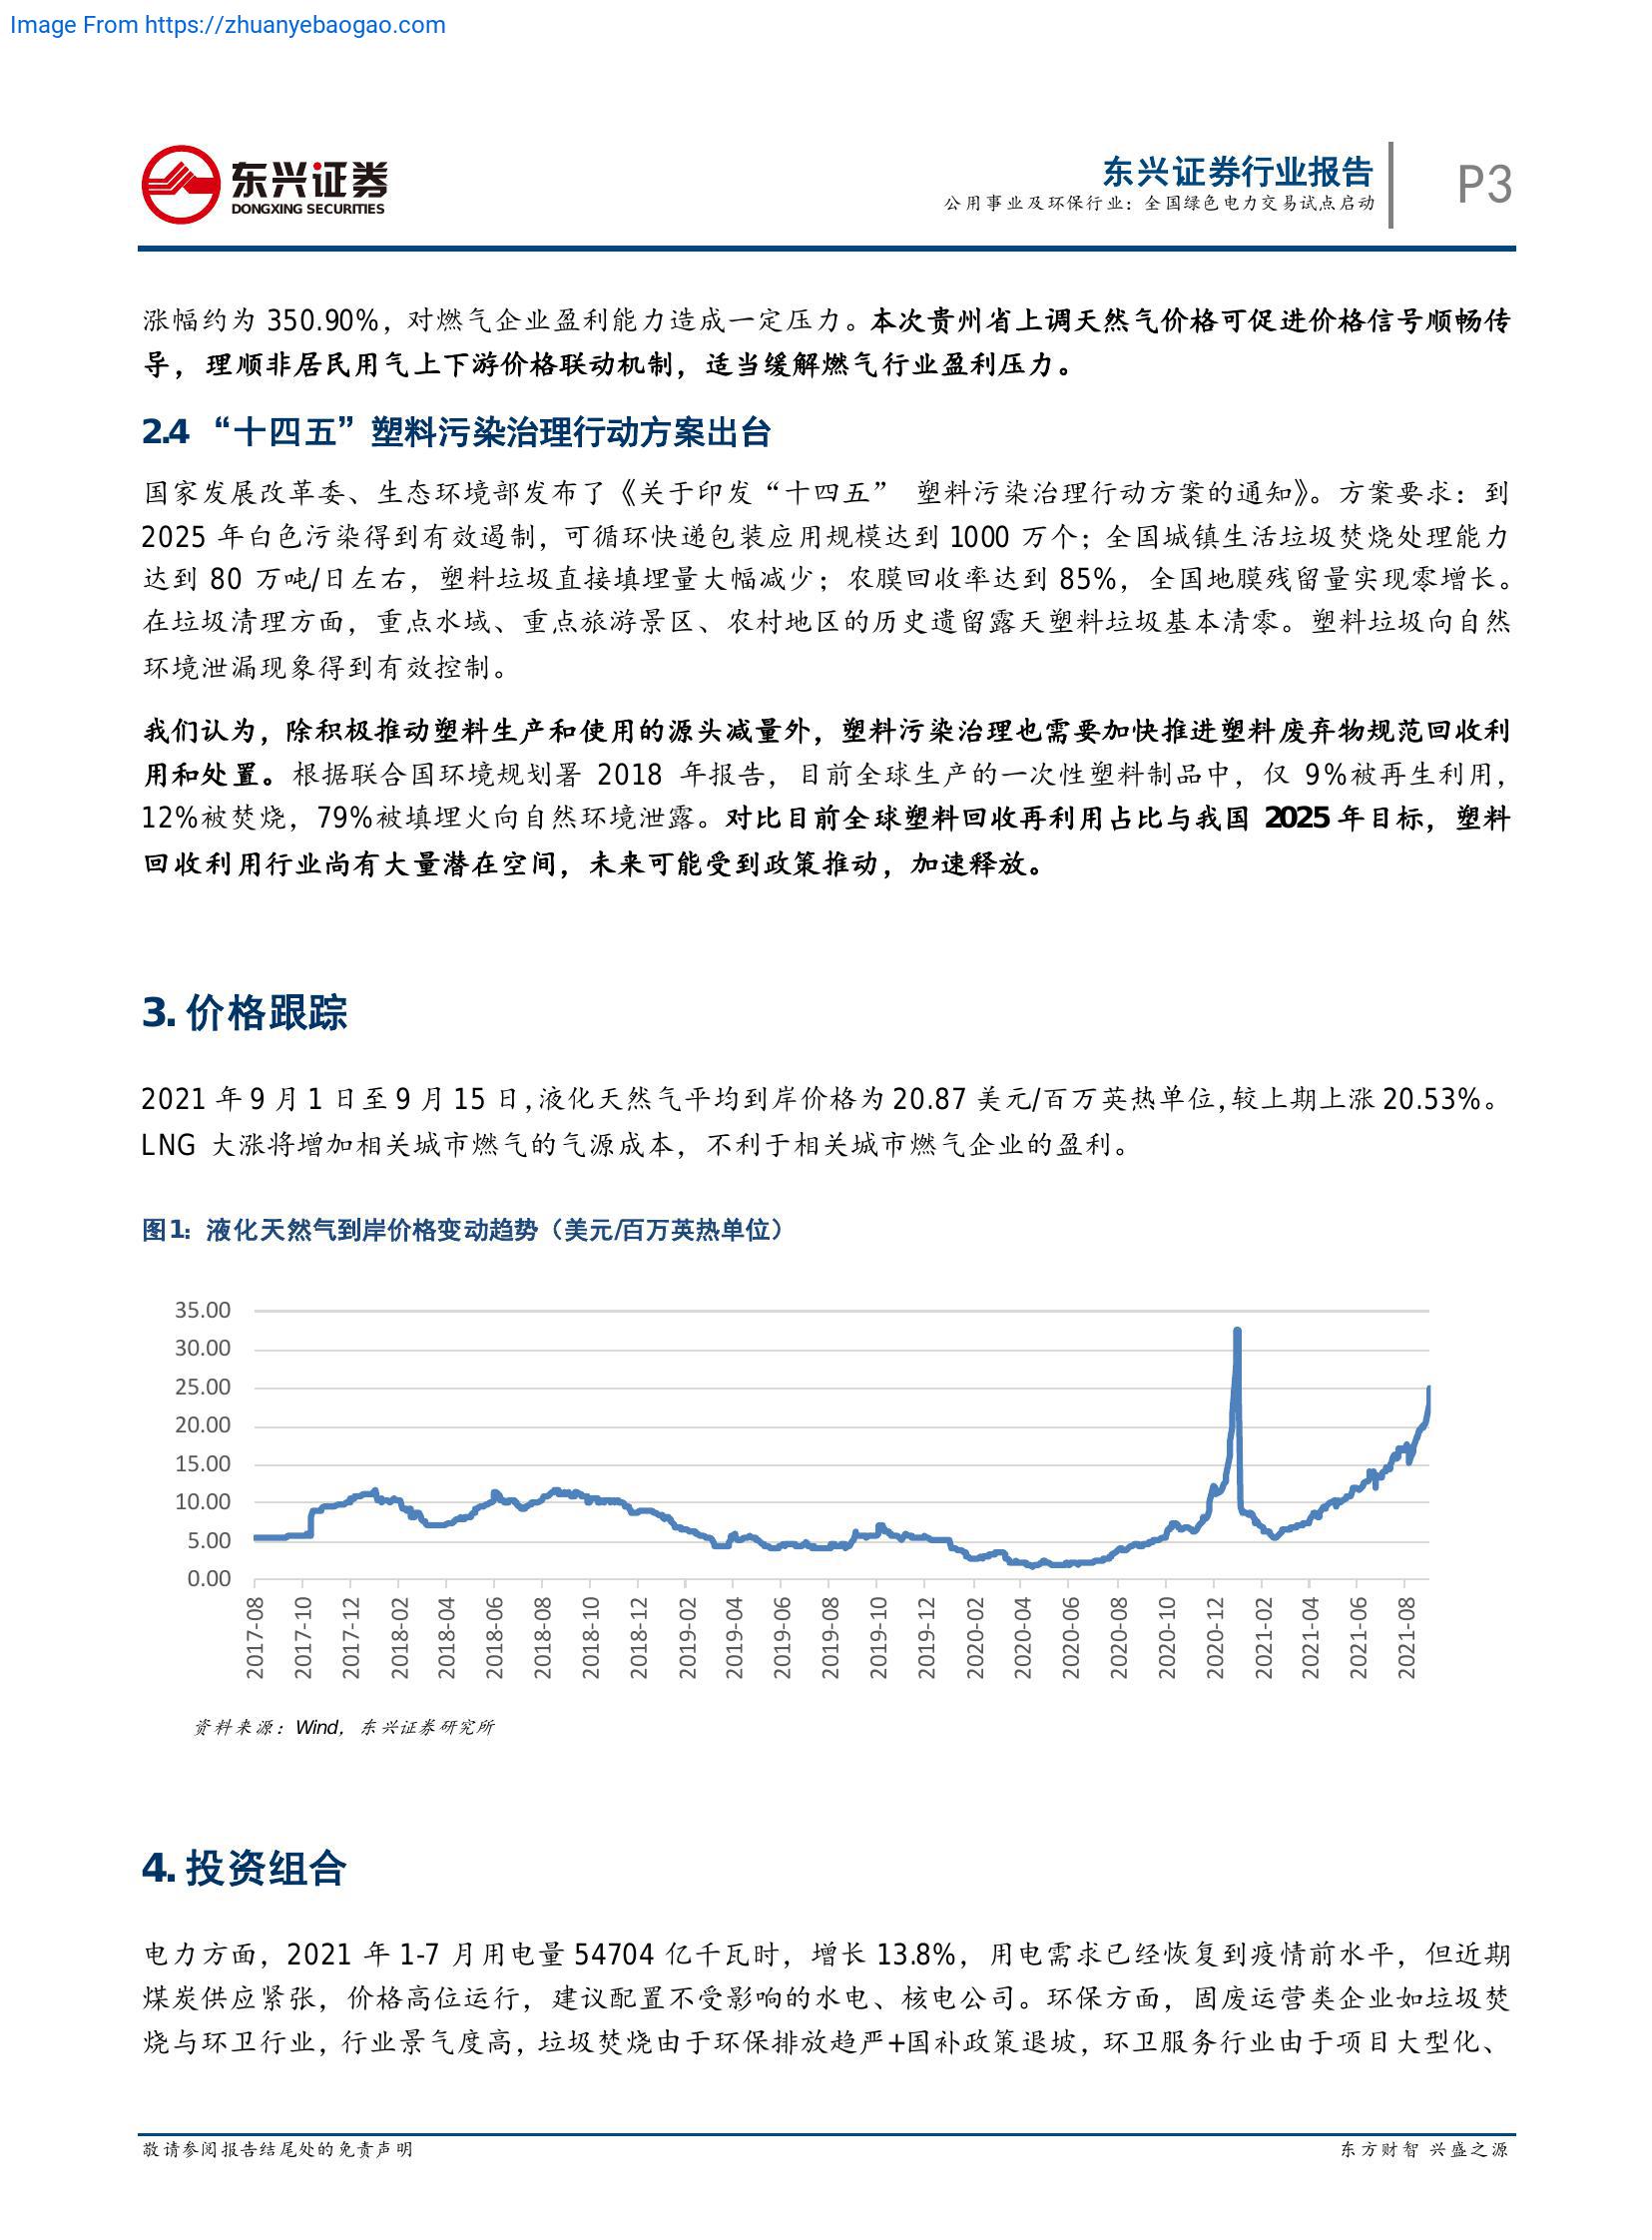 Image From https://zhuanyebaogao.com
东兴证券
DONGXING SECURITIES
东兴证券行业报告
公用事业及环保行业：全国绿色电力交易试点启动
P3
涨幅约为 350.90%，对燃气企业盈利能力造成一定压力。本次贵州省上调天然气价格可促进价格信号顺畅传
导，理顺非居民用气上下游价格联动机制，适当缓解燃气行业盈利压力。
2.4 “十四五”塑料污染治理行动方案出台
国家发展改革委、生态环境部发布了《关于印发“十四五” 塑料污染治理行动方案的通知》。方案要求：到
2025 年白色污染得到有效遏制，可循环快递包装应用规模达到 1000 万个；全国城镇生活垃圾焚烧处理能力
达到 80 万吨/日左右，塑料垃圾直接填埋量大幅减少；农膜回收率达到 85%，全国地膜残留量实现零增长。
在垃圾清理方面，重点水域、重点旅游景区、农村地区的历史遗留露天塑料垃圾基本清零。塑料垃圾向自然
环境泄漏现象得到有效控制。
我们认为，除积极推动塑料生产和使用的源头减量外，塑料污染治理也需要加快推进塑料废弃物规范回收利
用和处置。根据联合国环境规划署 2018 年报告，目前全球生产的一次性塑料制品中，仅 9%被再生利用，
12%被焚烧，79%被填埋火向自然环境泄露。对比目前全球塑料回收再利用占比与我国 2025 年目标，塑料
回收利用行业尚有大量潜在空间，未来可能受到政策推动，加速释放。
3. 价格跟踪
2021 年 9 月 1 日至 9 月 15 日,液化天然气平均到岸价格为 20.87 美元/百万英热单位,较上期上涨 20.53%。
LNG 大涨将增加相关城市燃气的气源成本，不利于相关城市燃气企业的盈利。
图1：液化天然气到岸价格变动趋势（美元/百万英热单位）
35.00
30.00
25.00
20.00
15.00
10.00
5.00
0.00
2017-08
2017-10
2017-12
2018-02
2018-04
2018-06
2018-08
2018-10
2018-12
2019-02
2019-04
2019-06
2019-08
2019-10
2019-12
2020-02
2020-04
2020-06
2020-08
2020-10
2020-12
2021-02
2021-04
2021-06
2021-08
资料来源：Wind，东兴证券研究所
4. 投资组合
电力方面，2021 年 1-7 月用电量 54704 亿千瓦时，增长 13.8%，用电需求已经恢复到疫情前水平，但近期
煤炭供应紧张，价格高位运行，建议配置不受影响的水电、核电公司。环保方面，固废运营类企业如垃圾焚
烧与环卫行业，行业景气度高，垃圾焚烧由于环保排放趋严+国补政策退坡，环卫服务行业由于项目大型化、
敬请参阅报告结尾处的免责声明
东方财智 兴盛之源